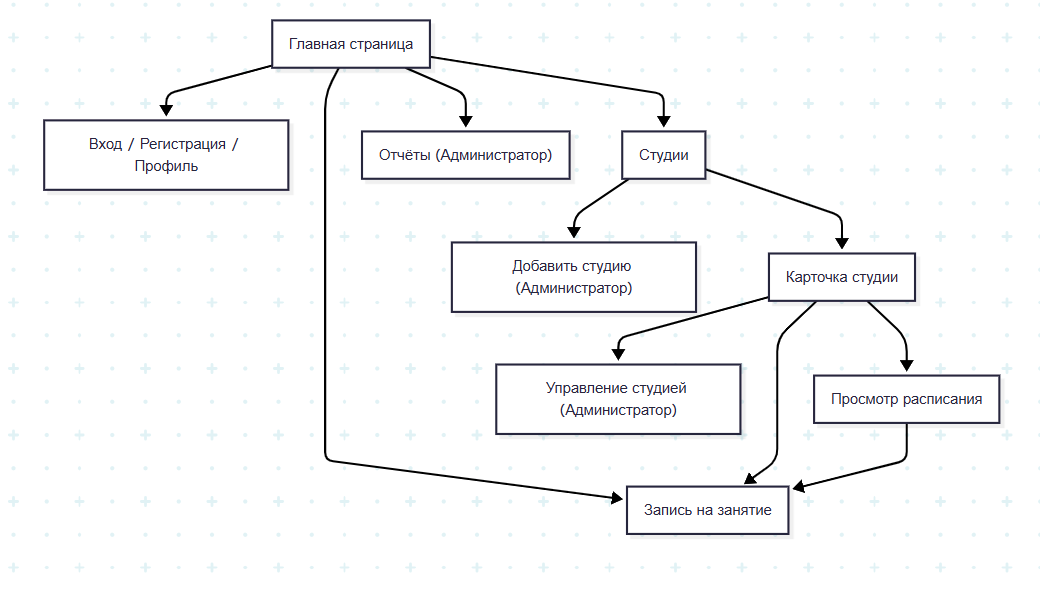 Главная страница
Вход / Регистрация /
Профиль
Отчёты (Администратор)
Студии
Добавить студию
(Администратор)
Карточка студии
Управление студией
(Администратор)
Просмотр расписания
Запись на занятие